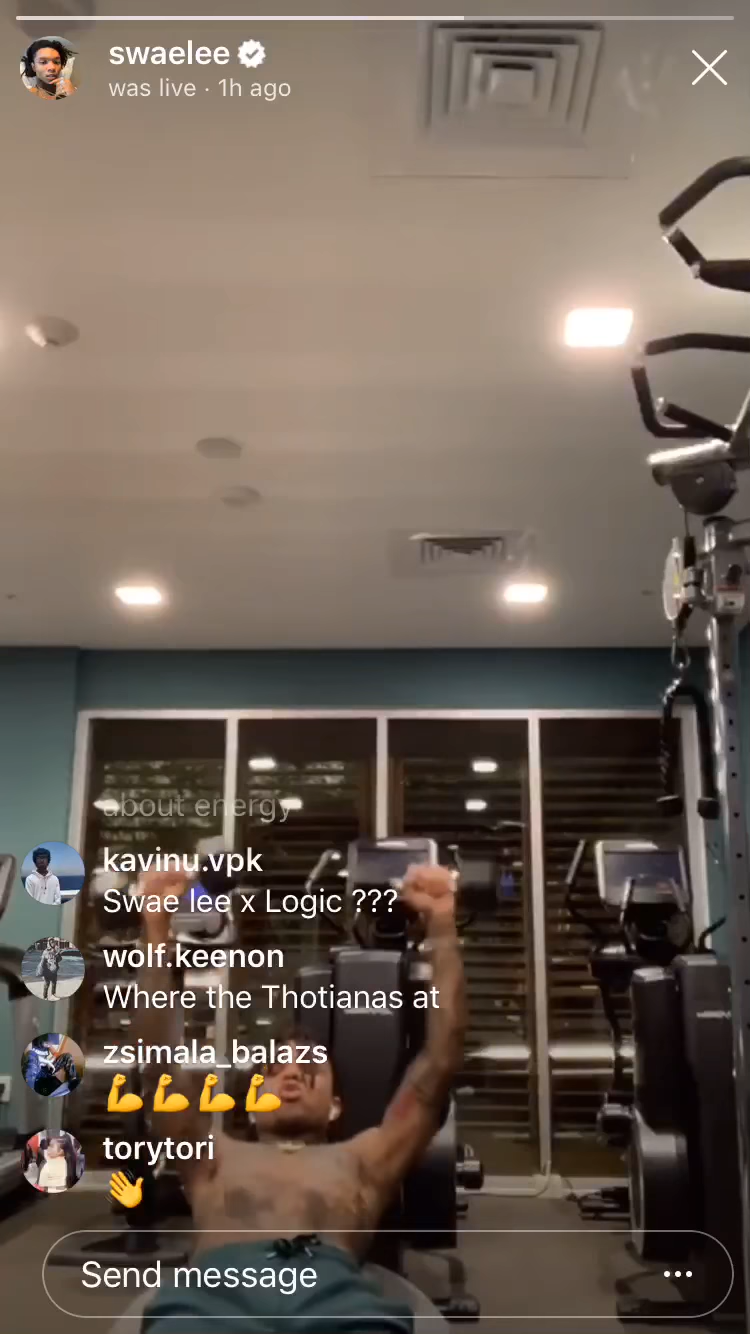 swaelee
was live · 1h ago
about energy
kavinu.vpk
Swae lee x Logic ???
wolf.keenon
Where the Thotianas at
zsimala_balazs
💪💪💪💪
torytori
👋
Send message